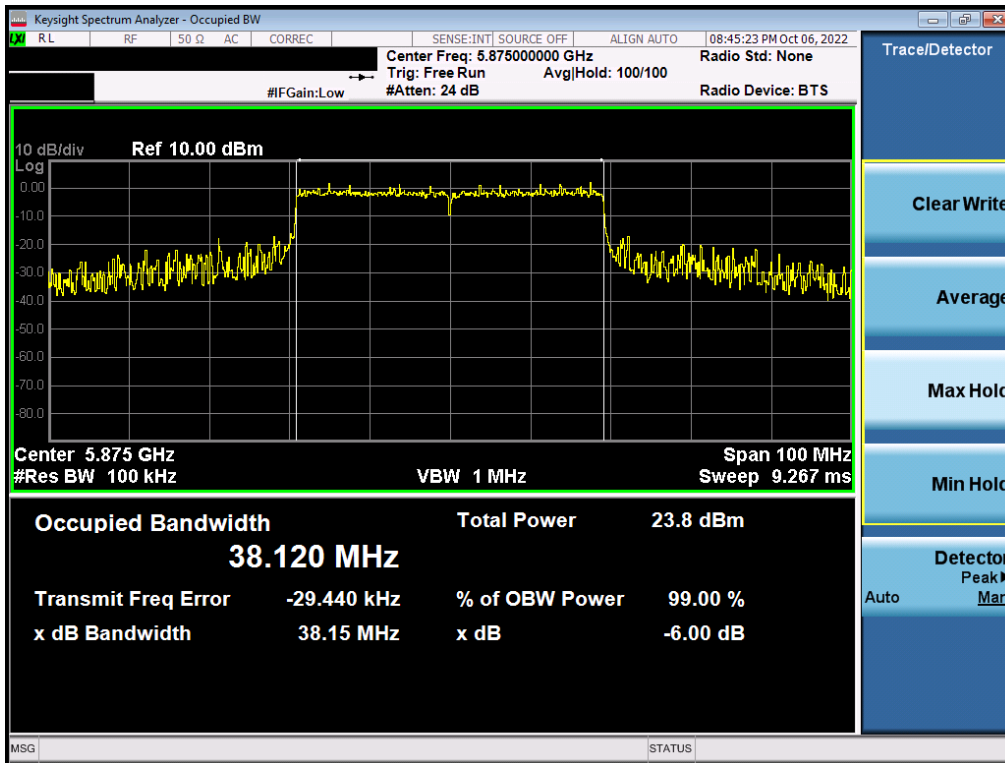 Keysight Spectrum Analyzer - Occupied BW
LXI RL RF 50 Ω AC CORREC SENSE:INT SOURCE OFF ALIGN AUTO 08:45:23 PM Oct 06, 2022
Center Freq: 5.875000000 GHz Radio Std: None
Trig: Free Run Avg|Hold: 100/100
#IFGain:Low #Atten: 24 dB Radio Device: BTS
Trace/Detector
10 dB/div Ref 10.00 dBm
Log
0.00
-10.0
-20.0
-30.0
-40.0
-50.0
-60.0
-70.0
-80.0
Center 5.875 GHz Span 100 MHz
#Res BW 100 kHz VBW 1 MHz Sweep 9.267 ms
Occupied Bandwidth Total Power 23.8 dBm
38.120 MHz
Transmit Freq Error -29.440 kHz % of OBW Power 99.00 %
x dB Bandwidth 38.15 MHz x dB -6.00 dB
Clear Write
Average
Max Hold
Min Hold
Detector
Peak
Auto Man
MSG STATUS